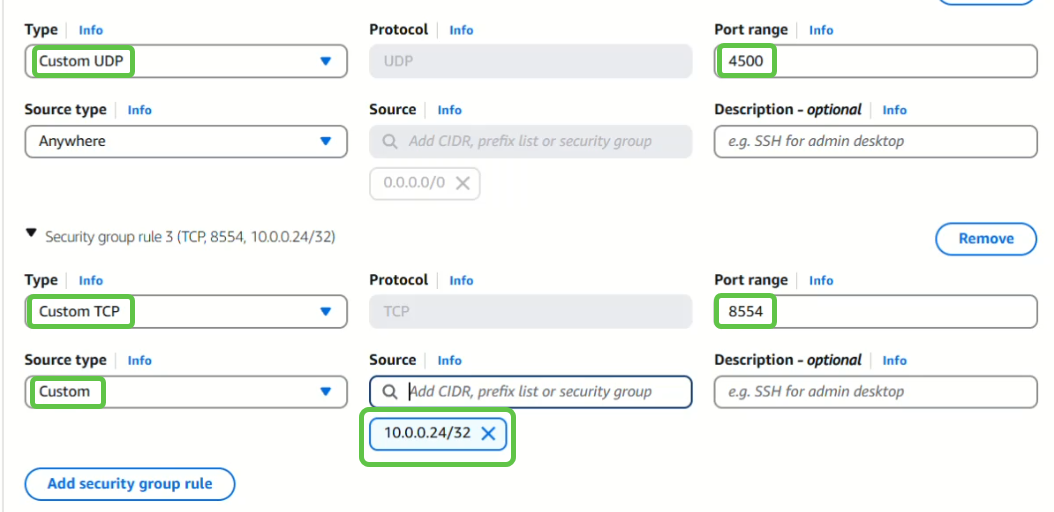 Type Info Protocol Info Port range Info
Custom UDP UDP 4500
Source type Info Source Info Description - optional Info
Anywhere Add CIDR, prefix list or security group e.g. SSH for admin desktop
0.0.0.0/0
Security group rule 3 (TCP, 8554, 10.0.0.24/32) Remove
Type Info Protocol Info Port range Info
Custom TCP TCP 8554
Source type Info Source Info Description - optional Info
Custom Add CIDR, prefix list or security group e.g. SSH for admin desktop
10.0.0.24/32
Add security group rule